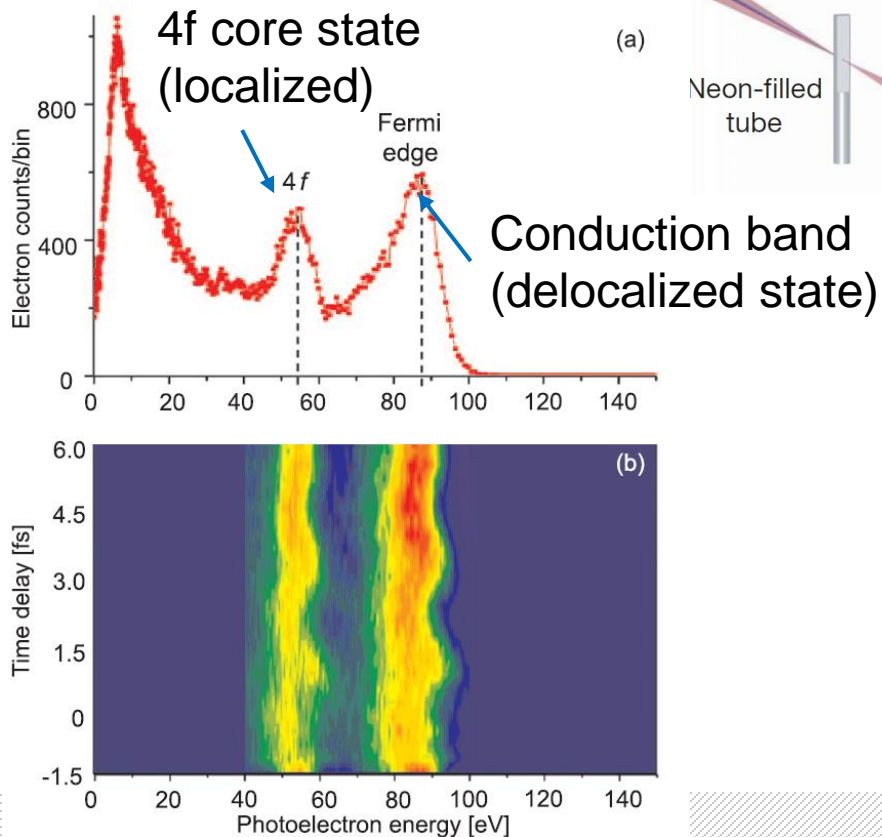 4f core state
(localized)
(a)
Neon-filled
tube
800
Fermi
edge
4f
Conduction band
(delocalized state)
400
Electron counts/bin
0
0 20 40 60 80 100 120 140
6.0
(b)
4.5
3.0
1.5
0
-1.5
Time delay [fs]
0 20 40 60 80 100 120 140
Photoelectron energy [eV]